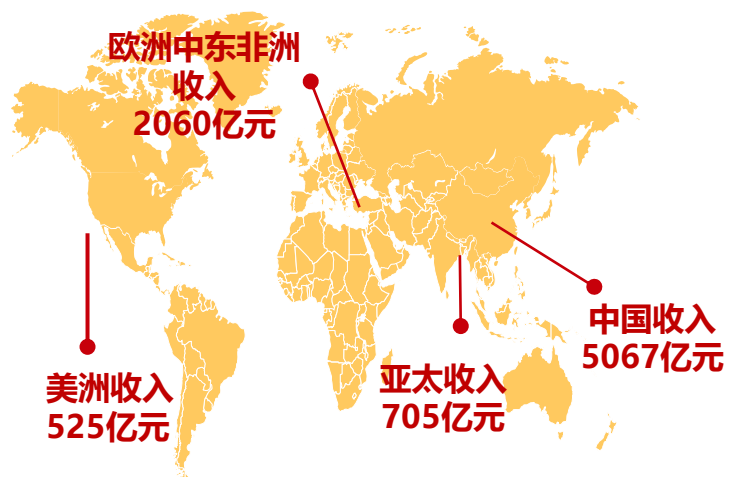 欧洲中东非洲
收入
2060亿元
中国收入
5067亿元
美洲收入
525亿元
亚太收入
705亿元